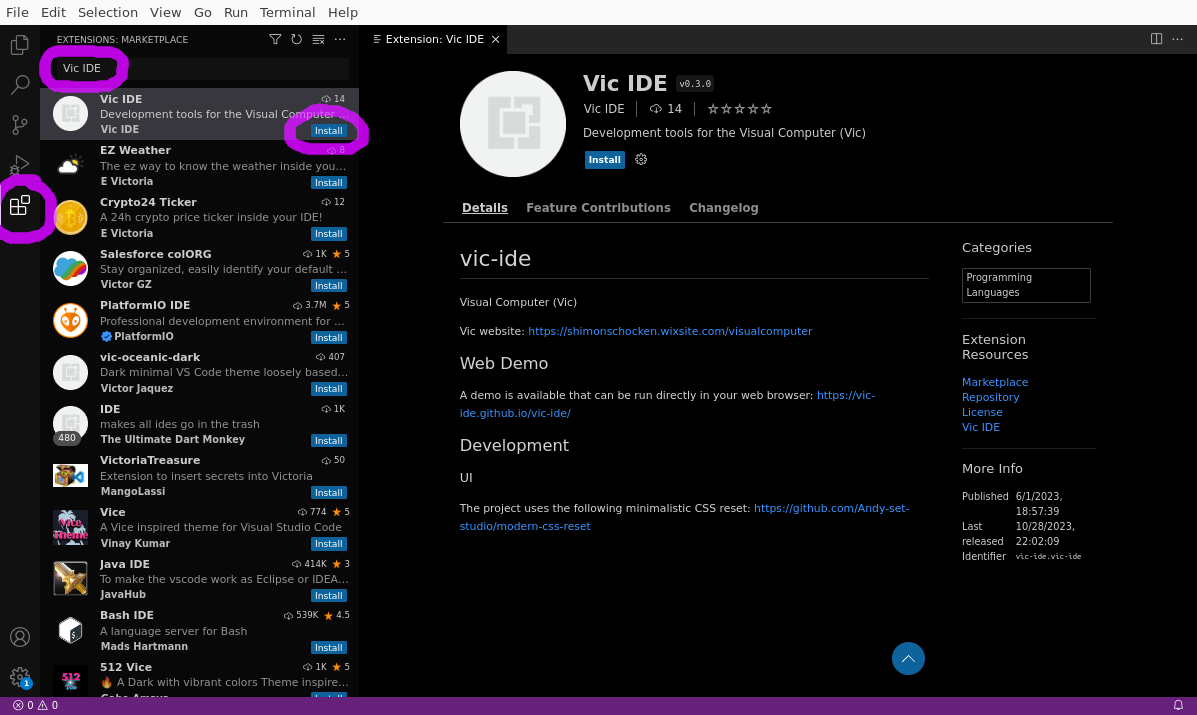 File Edit Selection View Go Run Terminal Help
EXTENSIONS: MARKETPLACE
Vic IDE
Vic IDE 14
Development tools for the Visual Computer ...
Vic IDE Install
EZ Weather 8
The ez way to know the weather inside you...
E Victoria Install
Crypto24 Ticker 12
A 24h crypto price ticker inside your IDE!
E Victoria Install
Salesforce colORG 1K ★ 5
Stay organized, easily identify your default ...
Victor GZ Install
PlatformIO IDE 3.7M ★ 5
Professional development environment for ...
PlatformIO Install
vic-oceanic-dark 407
Dark minimal VS Code theme loosely based...
Victor Jaquez Install
IDE 1K
makes all ides go in the trash
480 The Ultimate Dart Monkey Install
VictoriaTreasure 50
Extension to insert secrets into Victoria
MangoLassi Install
Vice 774 ★ 5
A Vice inspired theme for Visual Studio Code
Vinay Kumar Install
Vice Theme
Java IDE 414K ★ 3
To make the vscode work as Eclipse or IDEA...
JavaHub Install
Bash IDE 539K ★ 4.5
A language server for Bash
Mads Hartmann Install
512 Vice 1K ★ 5
🔥 A Dark with vibrant colors Theme inspire...
512
1
0 0
Extension: Vic IDE
Vic IDE v0.3.0
Vic IDE 14 ☆☆☆☆☆
Development tools for the Visual Computer (Vic)
Install
Details Feature Contributions Changelog
vic-ide
Visual Computer (Vic)
Vic website: https://shimonschocken.wixsite.com/visualcomputer
Web Demo
A demo is available that can be run directly in your web browser: https://vic-
ide.github.io/vic-ide/
Development
UI
The project uses the following minimalistic CSS reset: https://github.com/Andy-set-
studio/modern-css-reset
Categories
Programming
Languages
Extension
Resources
Marketplace
Repository
License
Vic IDE
More Info
Published 6/1/2023,
18:57:39
Last 10/28/2023,
released 22:02:09
Identifier vic-ide.vic-ide